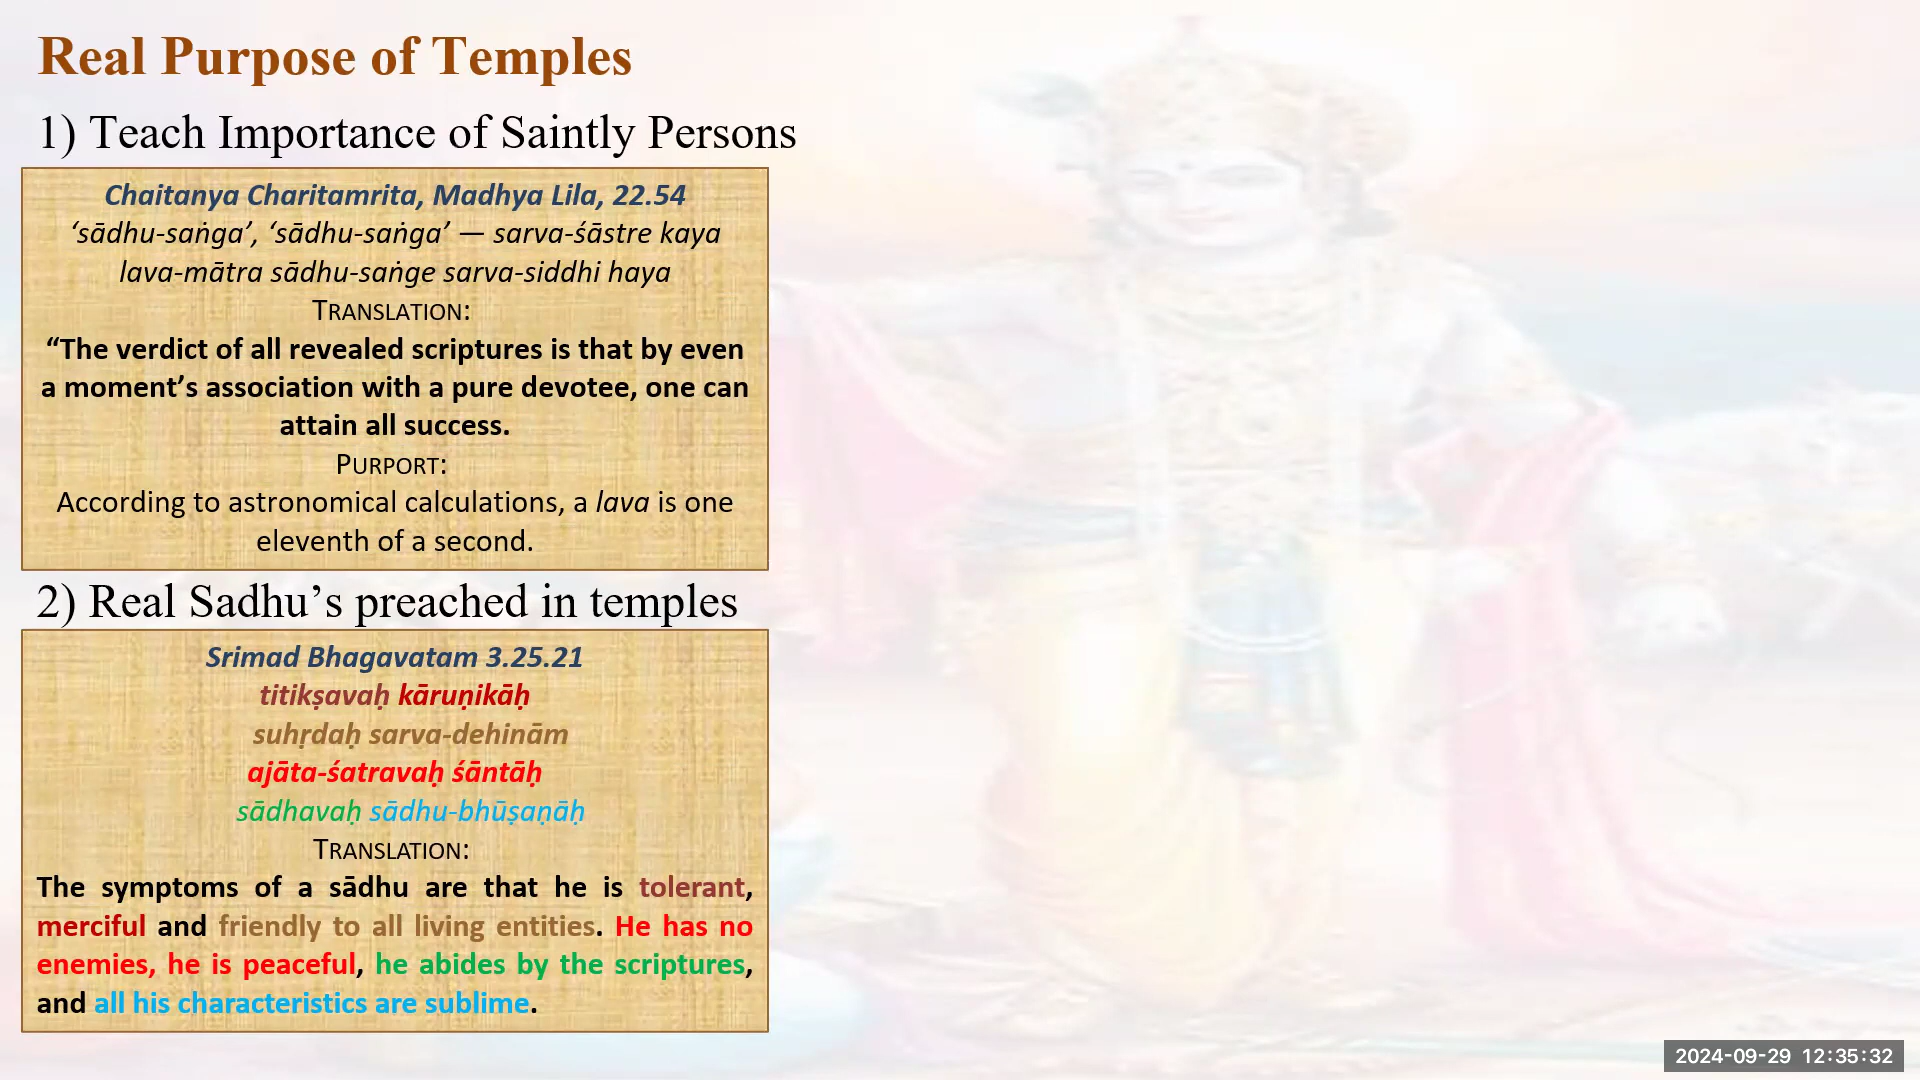 Real Purpose of Temples
1) Teach Importance of Saintly Persons
Chaitanya Charitamrita, Madhya Lila, 22.54
‘sādhu-saṅga’, ‘sādhu-saṅga’ — sarva-śāstre kaya
lava-mātra sādhu-saṅge sarva-siddhi haya
TRANSLATION:
“The verdict of all revealed scriptures is that by even
a moment’s association with a pure devotee, one can
attain all success.
PURPORT:
According to astronomical calculations, a lava is one
eleventh of a second.
2) Real Sadhu’s preached in temples
Srimad Bhagavatam 3.25.21
titikṣavaḥ kāruṇikāḥ
suhṛdaḥ sarva-dehinām
ajāta-śatravaḥ śāntāḥ
sādhavaḥ sādhu-bhūṣaṇāḥ
TRANSLATION:
The symptoms of a sādhu are that he is tolerant,
merciful and friendly to all living entities. He has no
enemies, he is peaceful, he abides by the scriptures,
and all his characteristics are sublime.
2024-09-29 12:35:32